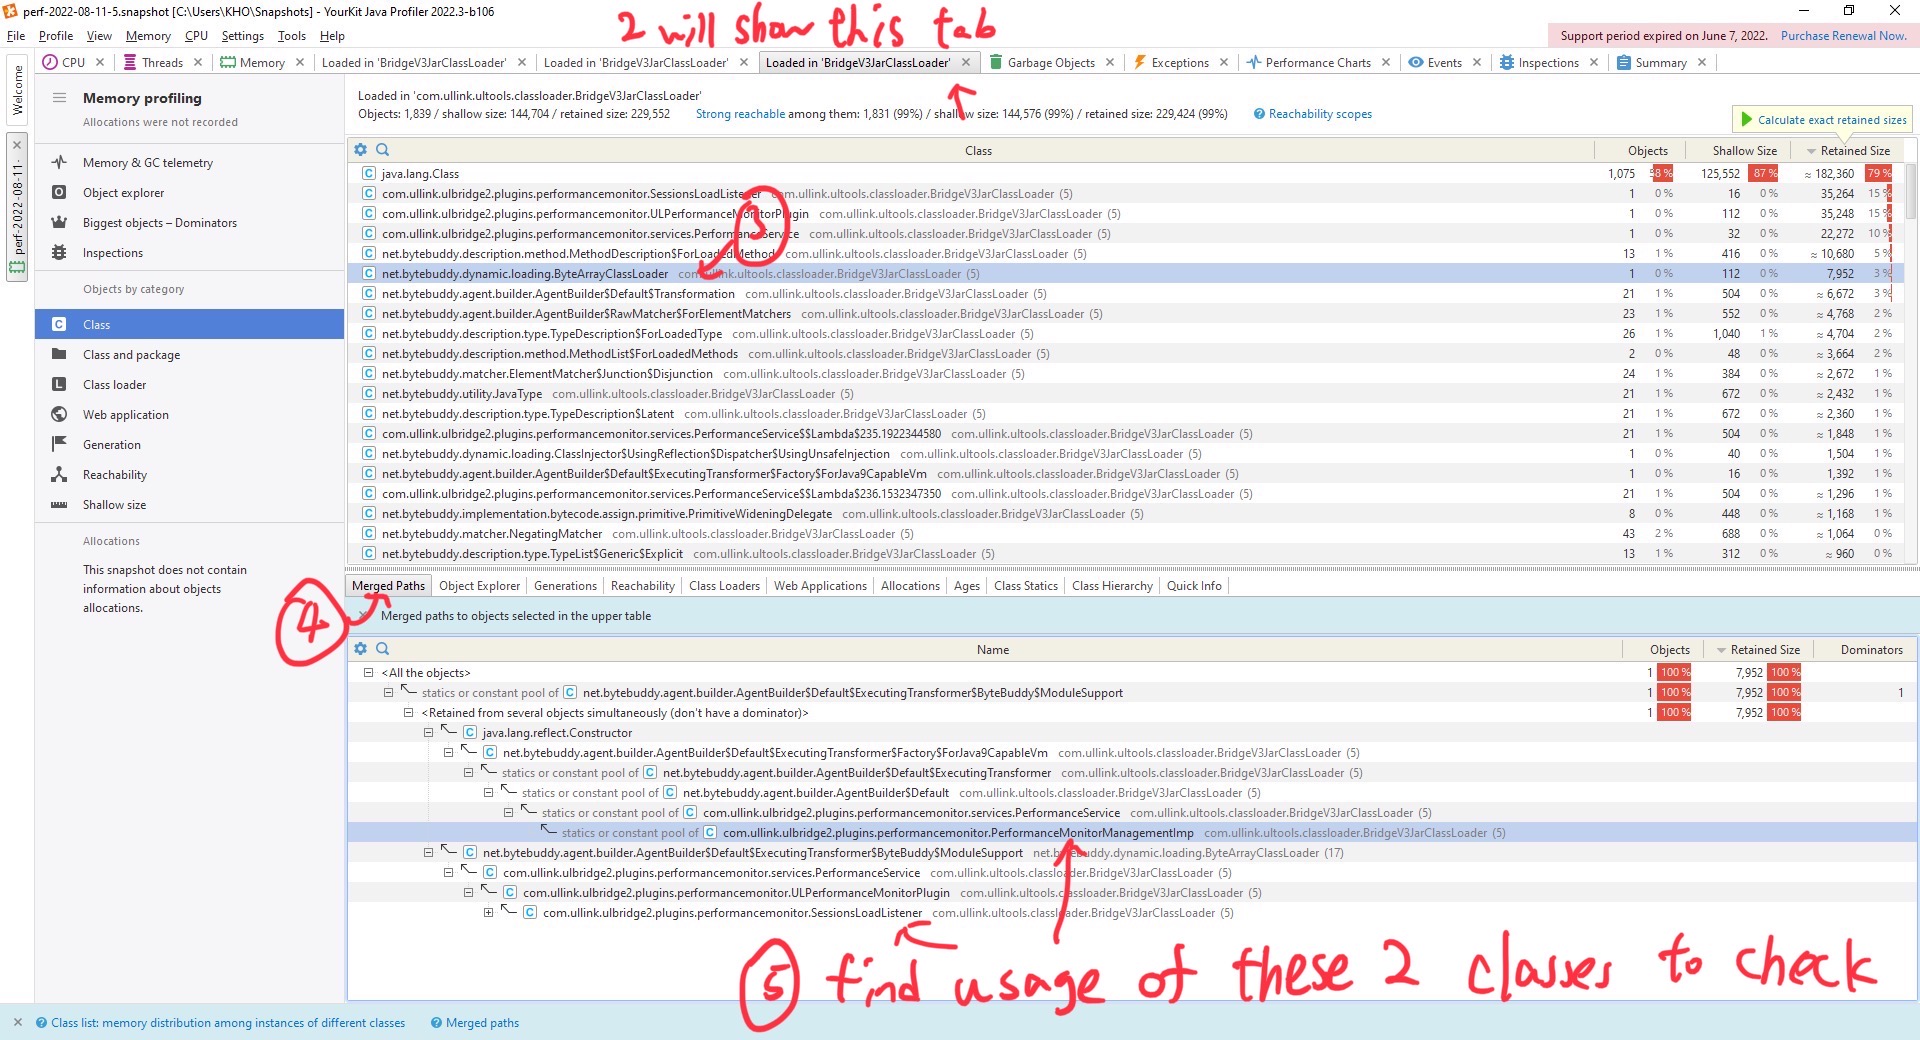 perf-2022-08-11-5.snapshot [C:\Users\KHO\Snapshots] - YourKit Java Profiler 2022.3-b106
2 will show this tab
File Profile View Memory CPU Settings Tools Help
Support period expired on June 7, 2022. Purchase Renewal Now.
Welcome
perf-2022-08-11-
CPU Threads Memory Loaded in 'BridgeV3JarClassLoader' Loaded in 'BridgeV3JarClassLoader' Loaded in 'BridgeV3JarClassLoader' Garbage Objects Exceptions Performance Charts Events Inspections Summary
Memory profiling
Allocations were not recorded
Memory & GC telemetry
Object explorer
Biggest objects – Dominators
Inspections
Objects by category
Class
Class and package
Class loader
Web application
Generation
Reachability
Shallow size
Allocations
This snapshot does not contain
information about objects
allocations.
Loaded in 'com.ullink.ultools.classloader.BridgeV3JarClassLoader'
Objects: 1,839 / shallow size: 144,704 / retained size: 229,552 Strong reachable among them: 1,831 (99%) / shallow size: 144,576 (99%) / retained size: 229,424 (99%) Reachability scopes
Calculate exact retained sizes
Class Objects Shallow Size Retained Size
java.lang.Class 1,075 58 % 125,552 87 % ≈ 182,360 79 %
com.ullink.ulbridge2.plugins.performancemonitor.SessionsLoadListener com.ullink.ultools.classloader.BridgeV3JarClassLoader (5) 1 0 % 16 0 % 35,264 15 %
com.ullink.ulbridge2.plugins.performancemonitor.ULPerformanceMonitorPlugin com.ullink.ultools.classloader.BridgeV3JarClassLoader (5) 1 0 % 112 0 % 35,248 15 %
com.ullink.ulbridge2.plugins.performancemonitor.services.PerformanceService com.ullink.ultools.classloader.BridgeV3JarClassLoader (5) 1 0 % 32 0 % 22,272 10 %
net.bytebuddy.description.method.MethodDescription$ForLoadedMethod com.ullink.ultools.classloader.BridgeV3JarClassLoader (5) 13 1 % 416 0 % ≈ 10,680 5 %
net.bytebuddy.dynamic.loading.ByteArrayClassLoader com.ullink.ultools.classloader.BridgeV3JarClassLoader (5) 1 0 % 112 0 % 7,952 3 %
net.bytebuddy.agent.builder.AgentBuilder$Default$Transformation com.ullink.ultools.classloader.BridgeV3JarClassLoader (5) 21 1 % 504 0 % ≈ 6,672 3 %
net.bytebuddy.agent.builder.AgentBuilder$RawMatcher$ForElementMatchers com.ullink.ultools.classloader.BridgeV3JarClassLoader (5) 23 1 % 552 0 % ≈ 4,768 2 %
net.bytebuddy.description.type.TypeDescription$ForLoadedType com.ullink.ultools.classloader.BridgeV3JarClassLoader (5) 26 1 % 1,040 1 % ≈ 4,704 2 %
net.bytebuddy.description.method.MethodList$ForLoadedMethods com.ullink.ultools.classloader.BridgeV3JarClassLoader (5) 2 0 % 48 0 % ≈ 3,664 2 %
net.bytebuddy.matcher.ElementMatcher$Junction$Disjunction com.ullink.ultools.classloader.BridgeV3JarClassLoader (5) 24 1 % 384 0 % ≈ 2,672 1 %
net.bytebuddy.utility.JavaType com.ullink.ultools.classloader.BridgeV3JarClassLoader (5) 21 1 % 672 0 % ≈ 2,432 1 %
net.bytebuddy.description.type.TypeDescription$Latent com.ullink.ultools.classloader.BridgeV3JarClassLoader (5) 21 1 % 672 0 % ≈ 2,360 1 %
com.ullink.ulbridge2.plugins.performancemonitor.services.PerformanceService$$Lambda$235.1922344580 com.ullink.ultools.classloader.BridgeV3JarClassLoader (5) 21 1 % 504 0 % ≈ 1,848 1 %
net.bytebuddy.dynamic.loading.ClassInjector$UsingReflection$Dispatcher$UsingUnsafeInjection com.ullink.ultools.classloader.BridgeV3JarClassLoader (5) 1 0 % 40 0 % 1,504 1 %
net.bytebuddy.agent.builder.AgentBuilder$Default$ExecutingTransformer$Factory$ForJava9CapableVm com.ullink.ultools.classloader.BridgeV3JarClassLoader (5) 1 0 % 16 0 % 1,392 1 %
com.ullink.ulbridge2.plugins.performancemonitor.services.PerformanceService$$Lambda$236.1532347350 com.ullink.ultools.classloader.BridgeV3JarClassLoader (5) 21 1 % 504 0 % ≈ 1,296 1 %
net.bytebuddy.implementation.bytecode.assign.primitive.PrimitiveWideningDelegate com.ullink.ultools.classloader.BridgeV3JarClassLoader (5) 8 0 % 448 0 % ≈ 1,168 1 %
net.bytebuddy.matcher.NegatingMatcher com.ullink.ultools.classloader.BridgeV3JarClassLoader (5) 43 2 % 688 0 % ≈ 1,064 0 %
net.bytebuddy.description.type.TypeList$Generic$Explicit com.ullink.ultools.classloader.BridgeV3JarClassLoader (5) 13 1 % 312 0 % ≈ 960 0 %
3
4
Merged Paths Object Explorer Generations Reachability Class Loaders Web Applications Allocations Ages Class Statics Class Hierarchy Quick Info
Merged paths to objects selected in the upper table
Name Objects Retained Size Dominators
<All the objects> 1 100 % 7,952 100 %
statics or constant pool of net.bytebuddy.agent.builder.AgentBuilder$Default$ExecutingTransformer$ByteBuddy$ModuleSupport 1 100 % 7,952 100 % 1
<Retained from several objects simultaneously (don't have a dominator)> 1 100 % 7,952 100 %
java.lang.reflect.Constructor
net.bytebuddy.agent.builder.AgentBuilder$Default$ExecutingTransformer$Factory$ForJava9CapableVm com.ullink.ultools.classloader.BridgeV3JarClassLoader (5)
statics or constant pool of net.bytebuddy.agent.builder.AgentBuilder$Default$ExecutingTransformer com.ullink.ultools.classloader.BridgeV3JarClassLoader (5)
statics or constant pool of net.bytebuddy.agent.builder.AgentBuilder$Default com.ullink.ultools.classloader.BridgeV3JarClassLoader (5)
statics or constant pool of com.ullink.ulbridge2.plugins.performancemonitor.services.PerformanceService com.ullink.ultools.classloader.BridgeV3JarClassLoader (5)
statics or constant pool of com.ullink.ulbridge2.plugins.performancemonitor.PerformanceMonitorManagementImp com.ullink.ultools.classloader.BridgeV3JarClassLoader (5)
net.bytebuddy.agent.builder.AgentBuilder$Default$ExecutingTransformer$ByteBuddy$ModuleSupport net.bytebuddy.dynamic.loading.ByteArrayClassLoader (17)
com.ullink.ulbridge2.plugins.performancemonitor.services.PerformanceService com.ullink.ultools.classloader.BridgeV3JarClassLoader (5)
com.ullink.ulbridge2.plugins.performancemonitor.ULPerformanceMonitorPlugin com.ullink.ultools.classloader.BridgeV3JarClassLoader (5)
com.ullink.ulbridge2.plugins.performancemonitor.SessionsLoadListener com.ullink.ultools.classloader.BridgeV3JarClassLoader (5)
5 find usage of these 2 classes to check
Class list: memory distribution among instances of different classes Merged paths